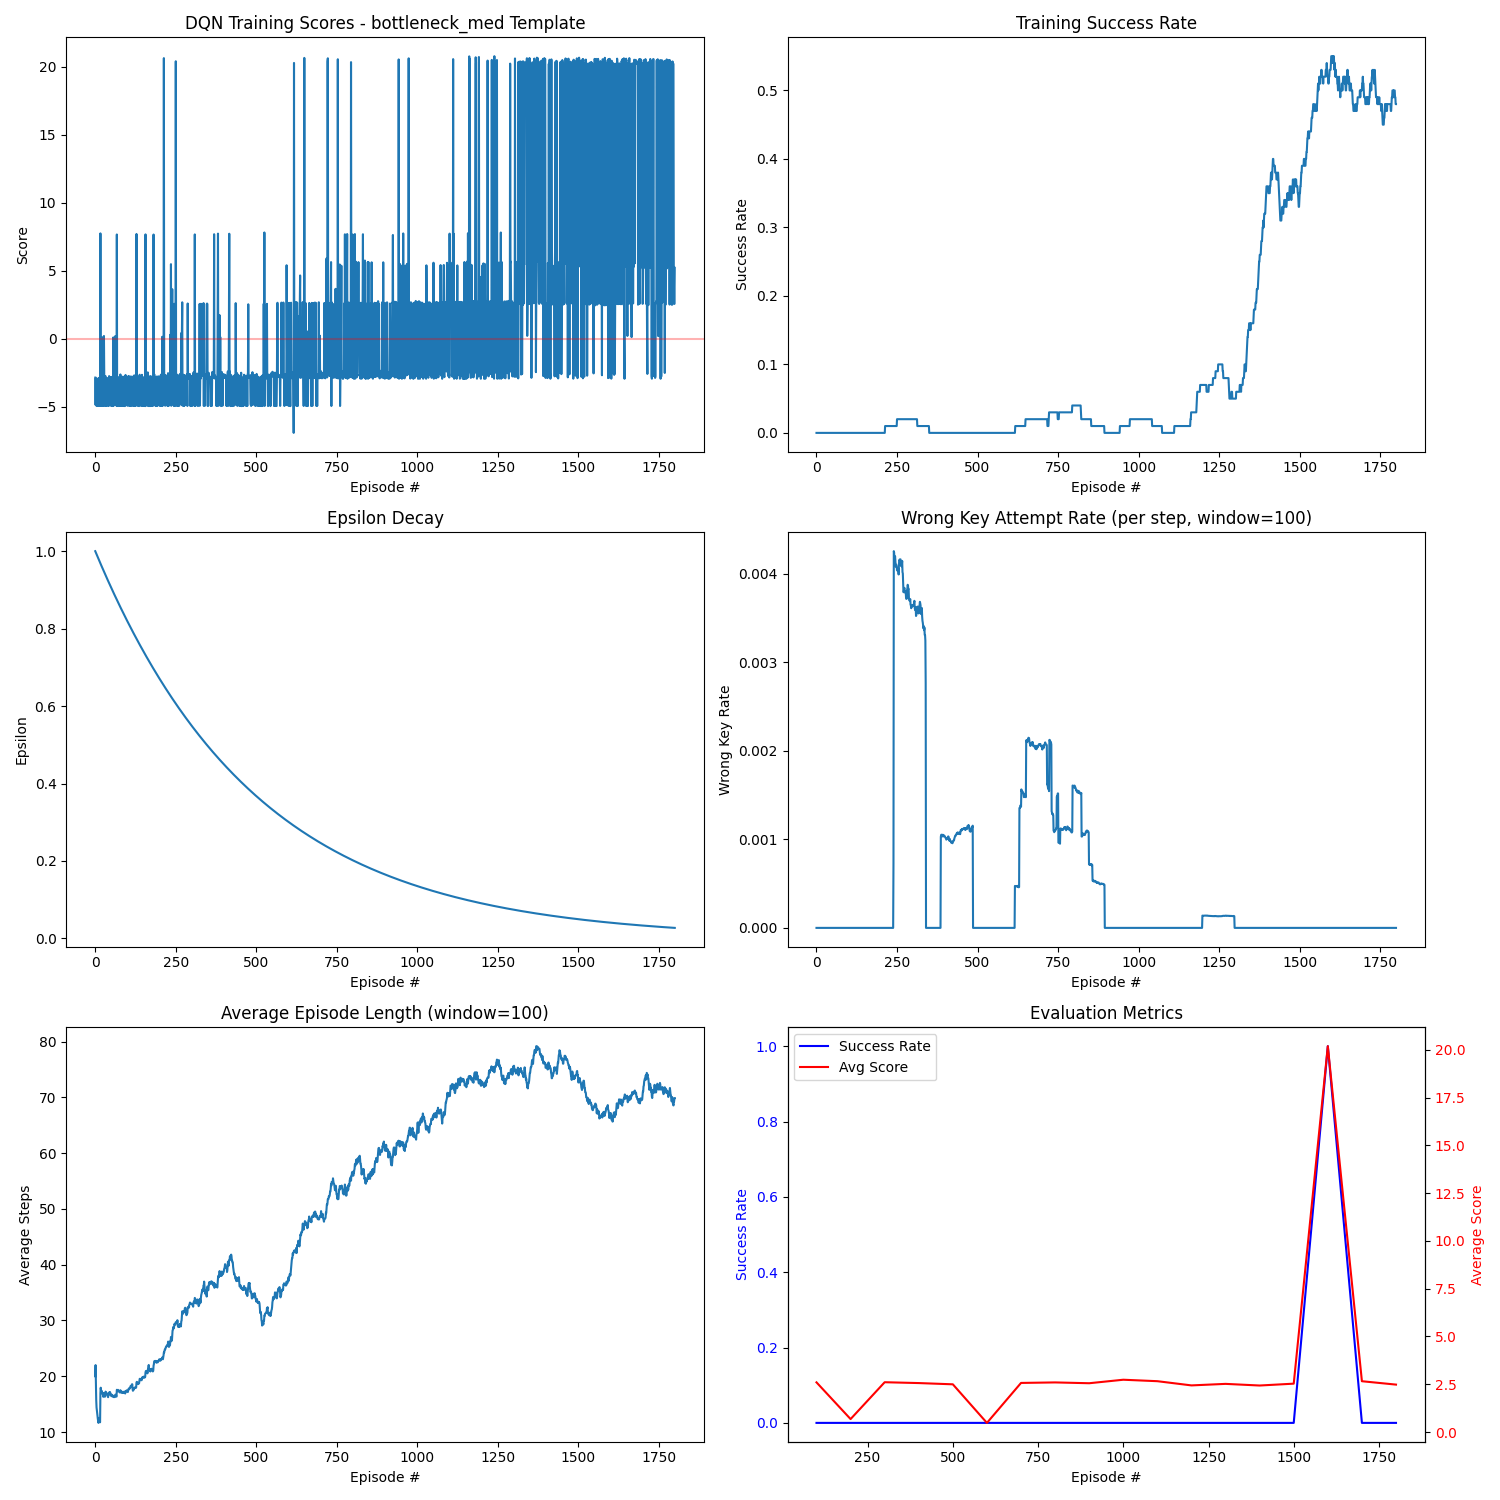 DQN Training Scores - bottleneck_med Template
Score
20
15
10
5
0
−5
0 250 500 750 1000 1250 1500 1750
Episode #
Training Success Rate
Success Rate
0.5
0.4
0.3
0.2
0.1
0.0
0 250 500 750 1000 1250 1500 1750
Episode #
Epsilon Decay
Epsilon
1.0
0.8
0.6
0.4
0.2
0.0
0 250 500 750 1000 1250 1500 1750
Episode #
Wrong Key Attempt Rate (per step, window=100)
Wrong Key Rate
0.004
0.003
0.002
0.001
0.000
0 250 500 750 1000 1250 1500 1750
Episode #
Average Episode Length (window=100)
Average Steps
80
70
60
50
40
30
20
10
0 250 500 750 1000 1250 1500 1750
Episode #
Evaluation Metrics
Success Rate
Avg Score
Success Rate
1.0
0.8
0.6
0.4
0.2
0.0
20.0
17.5
15.0
12.5
10.0
7.5
5.0
2.5
0.0
Average Score
250 500 750 1000 1250 1500 1750
Episode #